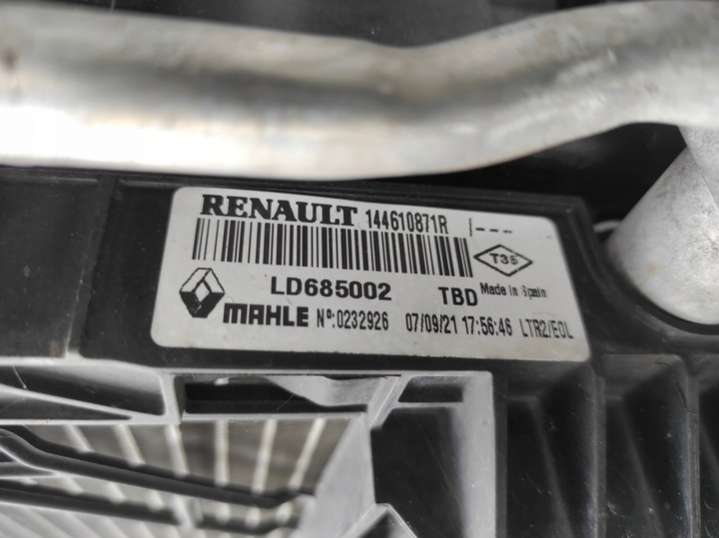 RENAULT 144610871R /---
T35
LD685002 TBD Made in Spain
MAHLE Nº:0232926 07/09/21 17:56:46 LTR2/EOL